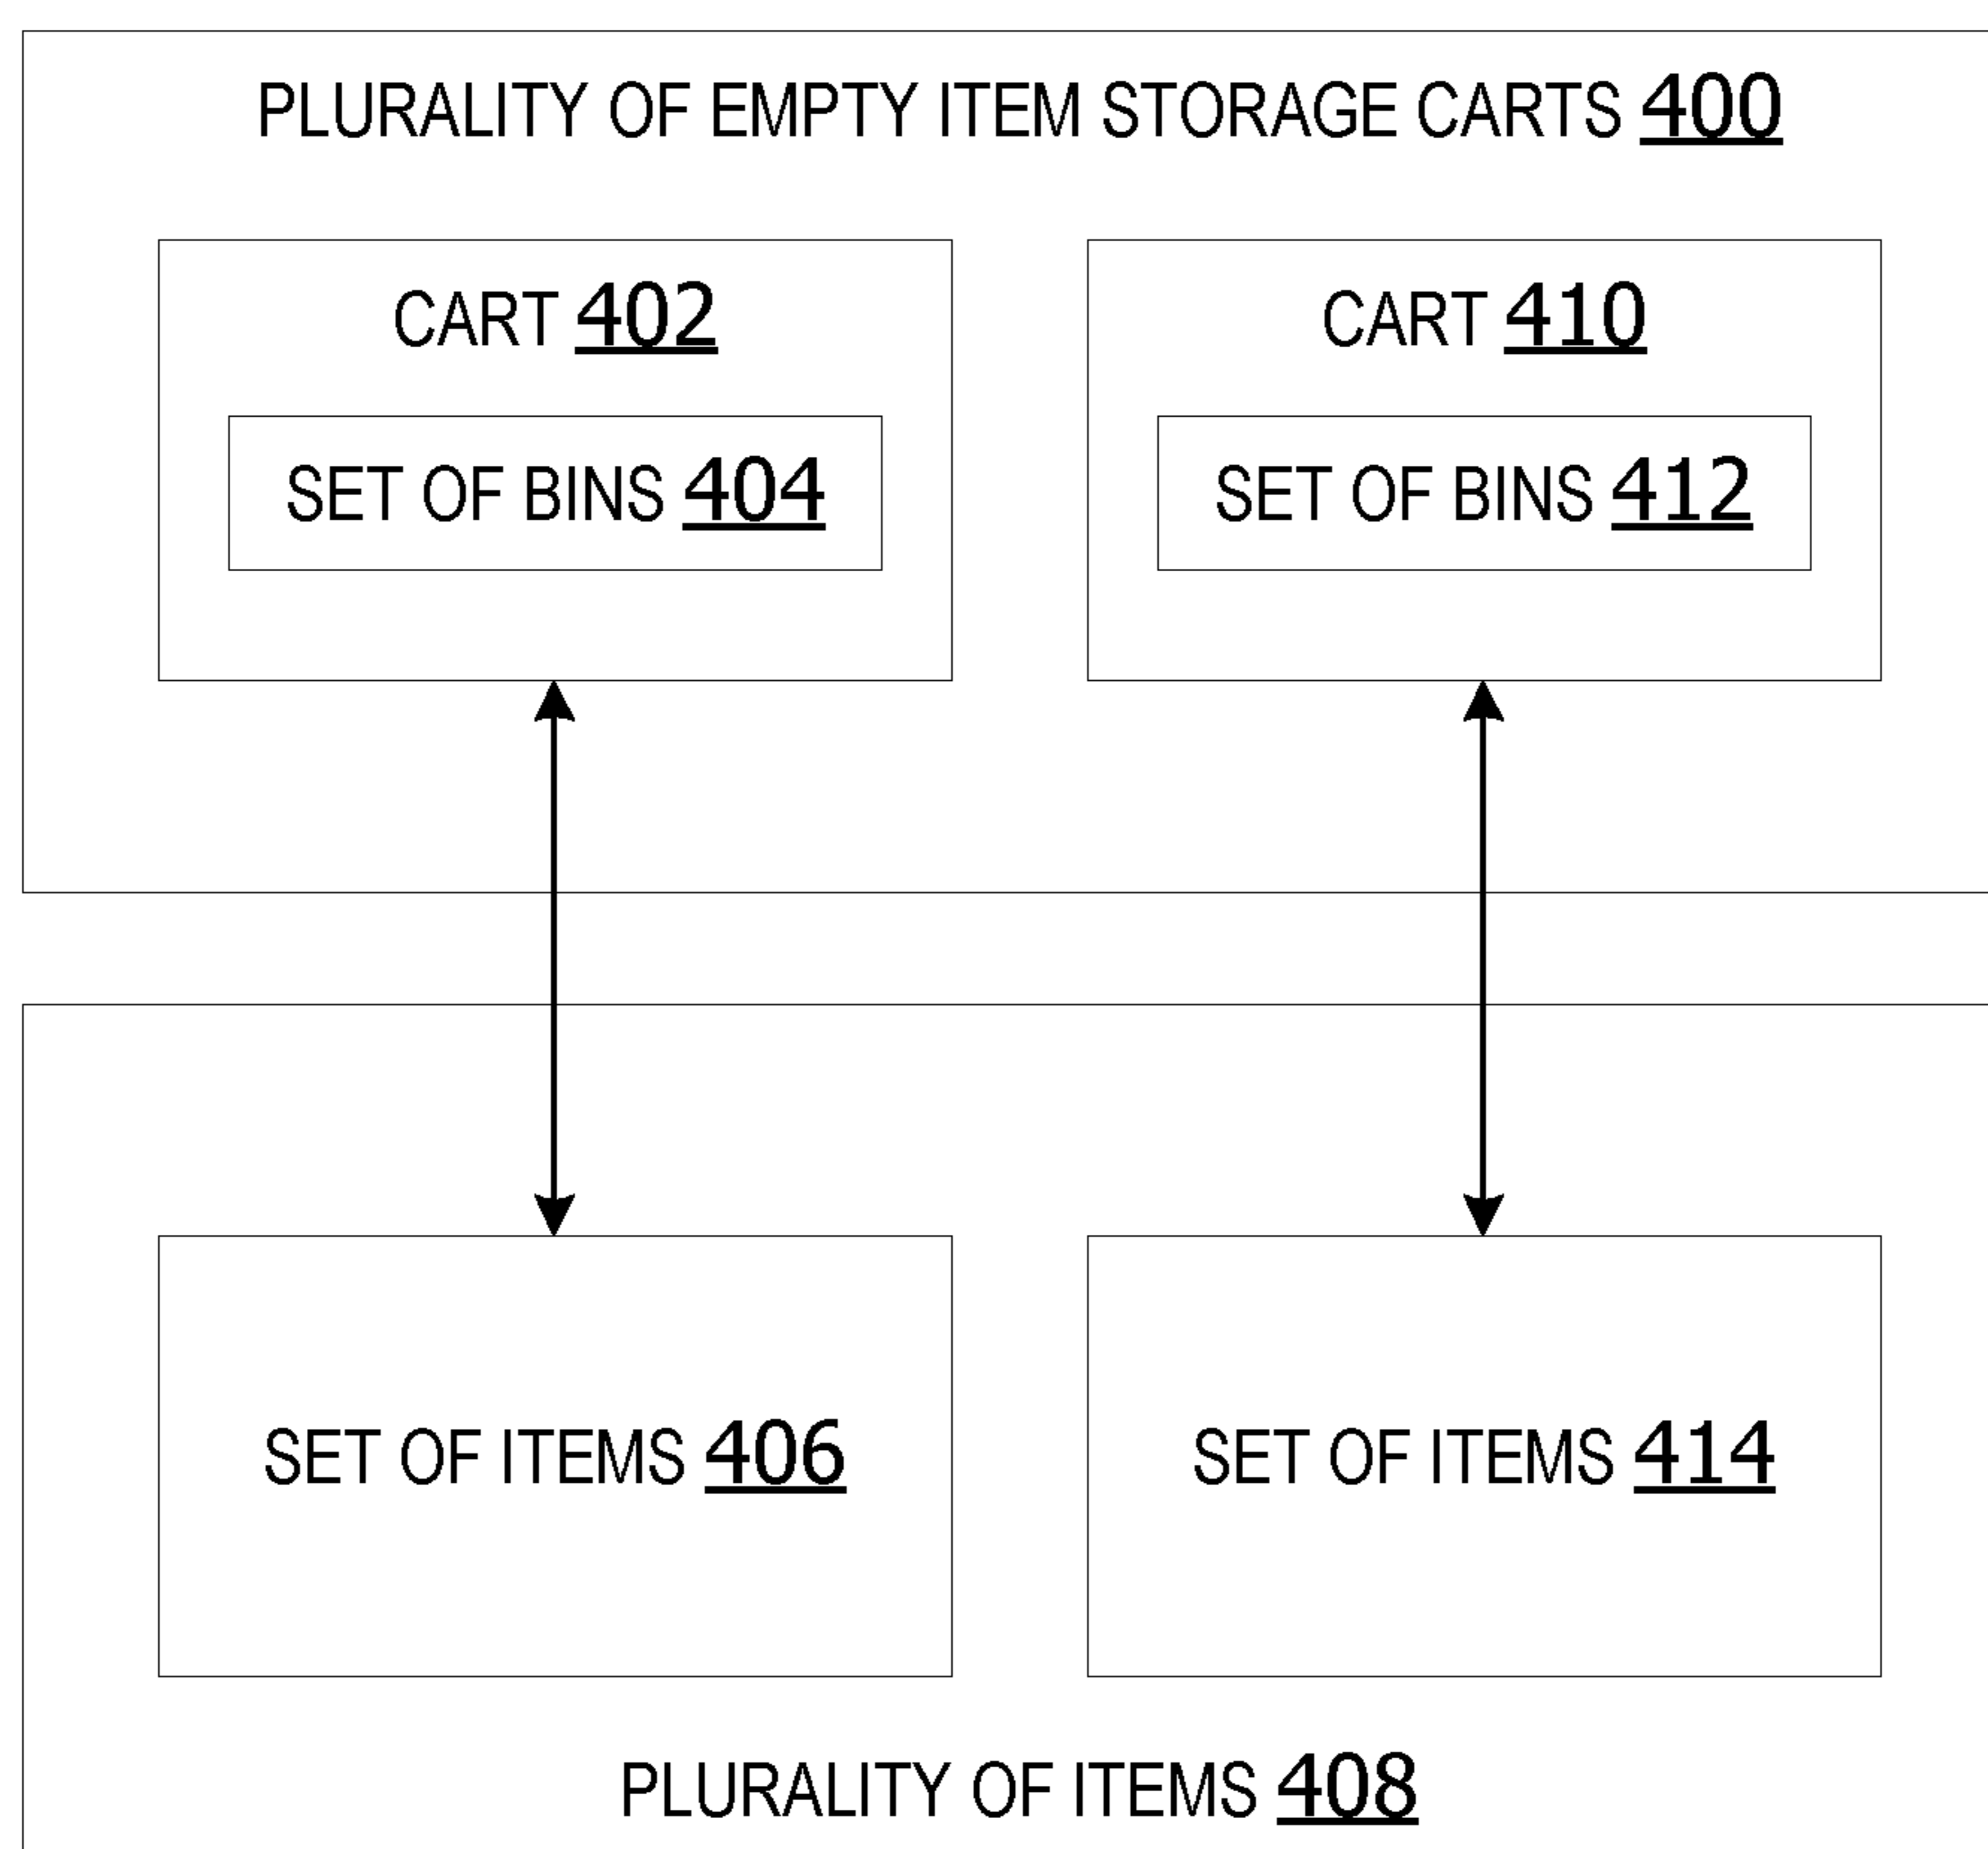 PLURALITY OF EMPTY ITEM STORAGE CARTS 400
CART 402
CART 410
SET OF BINS 404
SET OF BINS 412
SET OF ITEMS 406
SET OF ITEMS 414
PLURALITY OF ITEMS 408